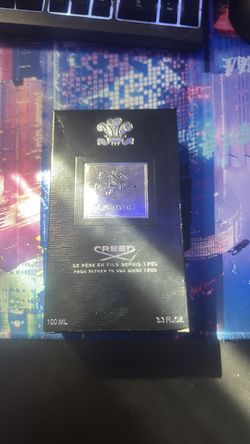 AVENTUS
CREED
DE PÈRE EN FILS DEPUIS 1760
FROM FATHER TO SON SINCE 1760
100 ML
3.3 FL.OZ.